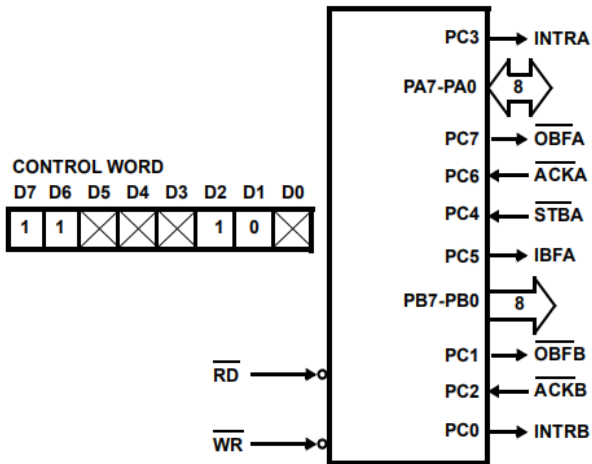 PC3 INTRA
PA7-PA0 8
PC7 OBFA
CONTROL WORD
PC6 ACKA
D7 D6 D5 D4 D3 D2 D1 D0
PC4 STBA
1 1 1 0
PC5 IBFA
PB7-PB0 8
PC1 OBFB
RD
PC2 ACKB
PC0 INTRB
WR